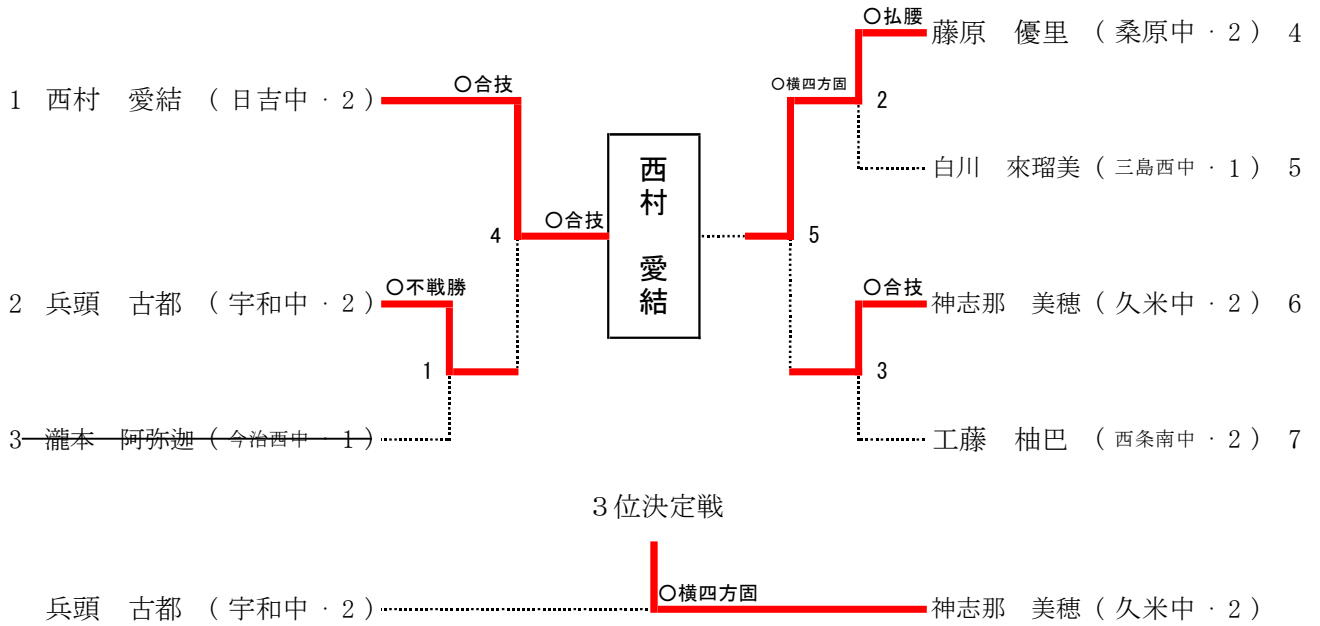 ○払腰
藤原 優里 ( 桑原中 · 2 ) 4
○合技
○横四方固
1 西村 愛結 ( 日吉中 · 2 )
2
西村 愛結
白川 來瑠美 ( 三島西中 · 1 ) 5
○合技
4
5
○不戦勝
○合技
2 兵頭 古都 ( 宇和中 · 2 )
神志那 美穂 ( 久米中 · 2 ) 6
1
3
3 瀧本 阿弥迦 ( 今治西中 · 1 )
工藤 柚巴 ( 西条南中 · 2 ) 7
３位決定戦
○横四方固
兵頭 古都 ( 宇和中 · 2 )
神志那 美穂 ( 久米中 · 2 )